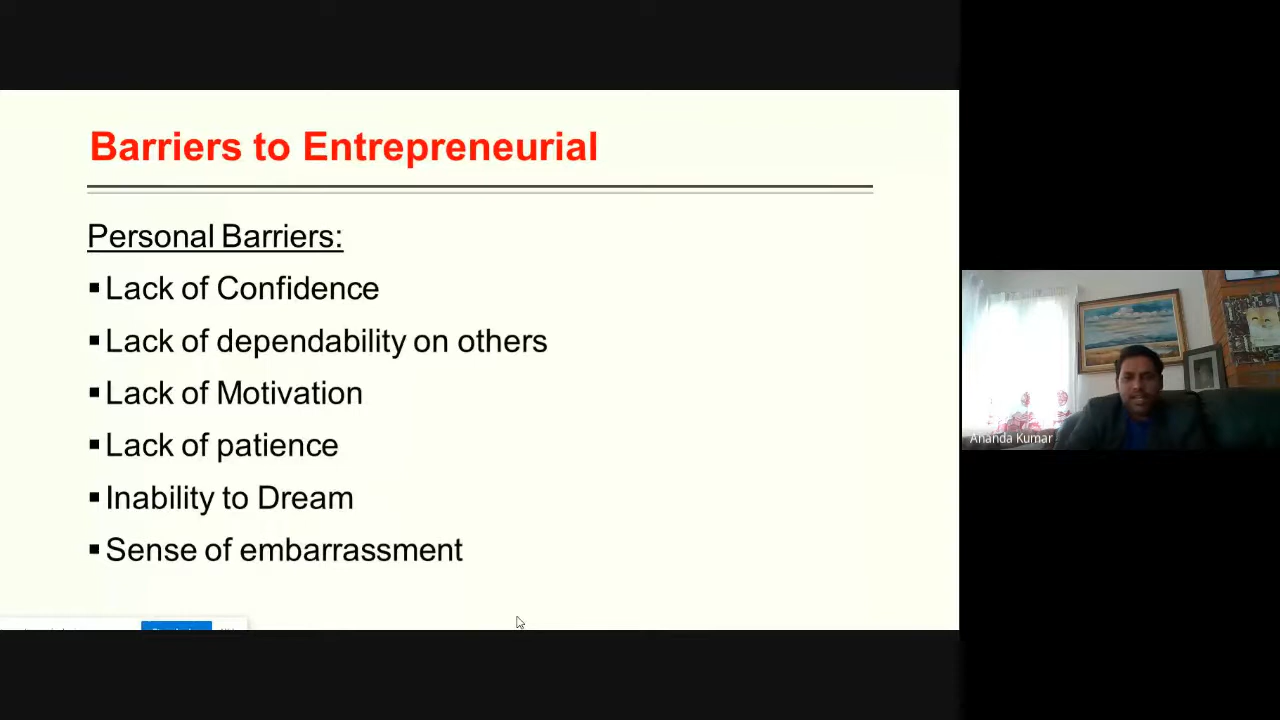 Barriers to Entrepreneurial
Personal Barriers:
▪Lack of Confidence
▪Lack of dependability on others
▪Lack of Motivation
▪Lack of patience
▪Inability to Dream
▪Sense of embarrassment
Ananda Kumar